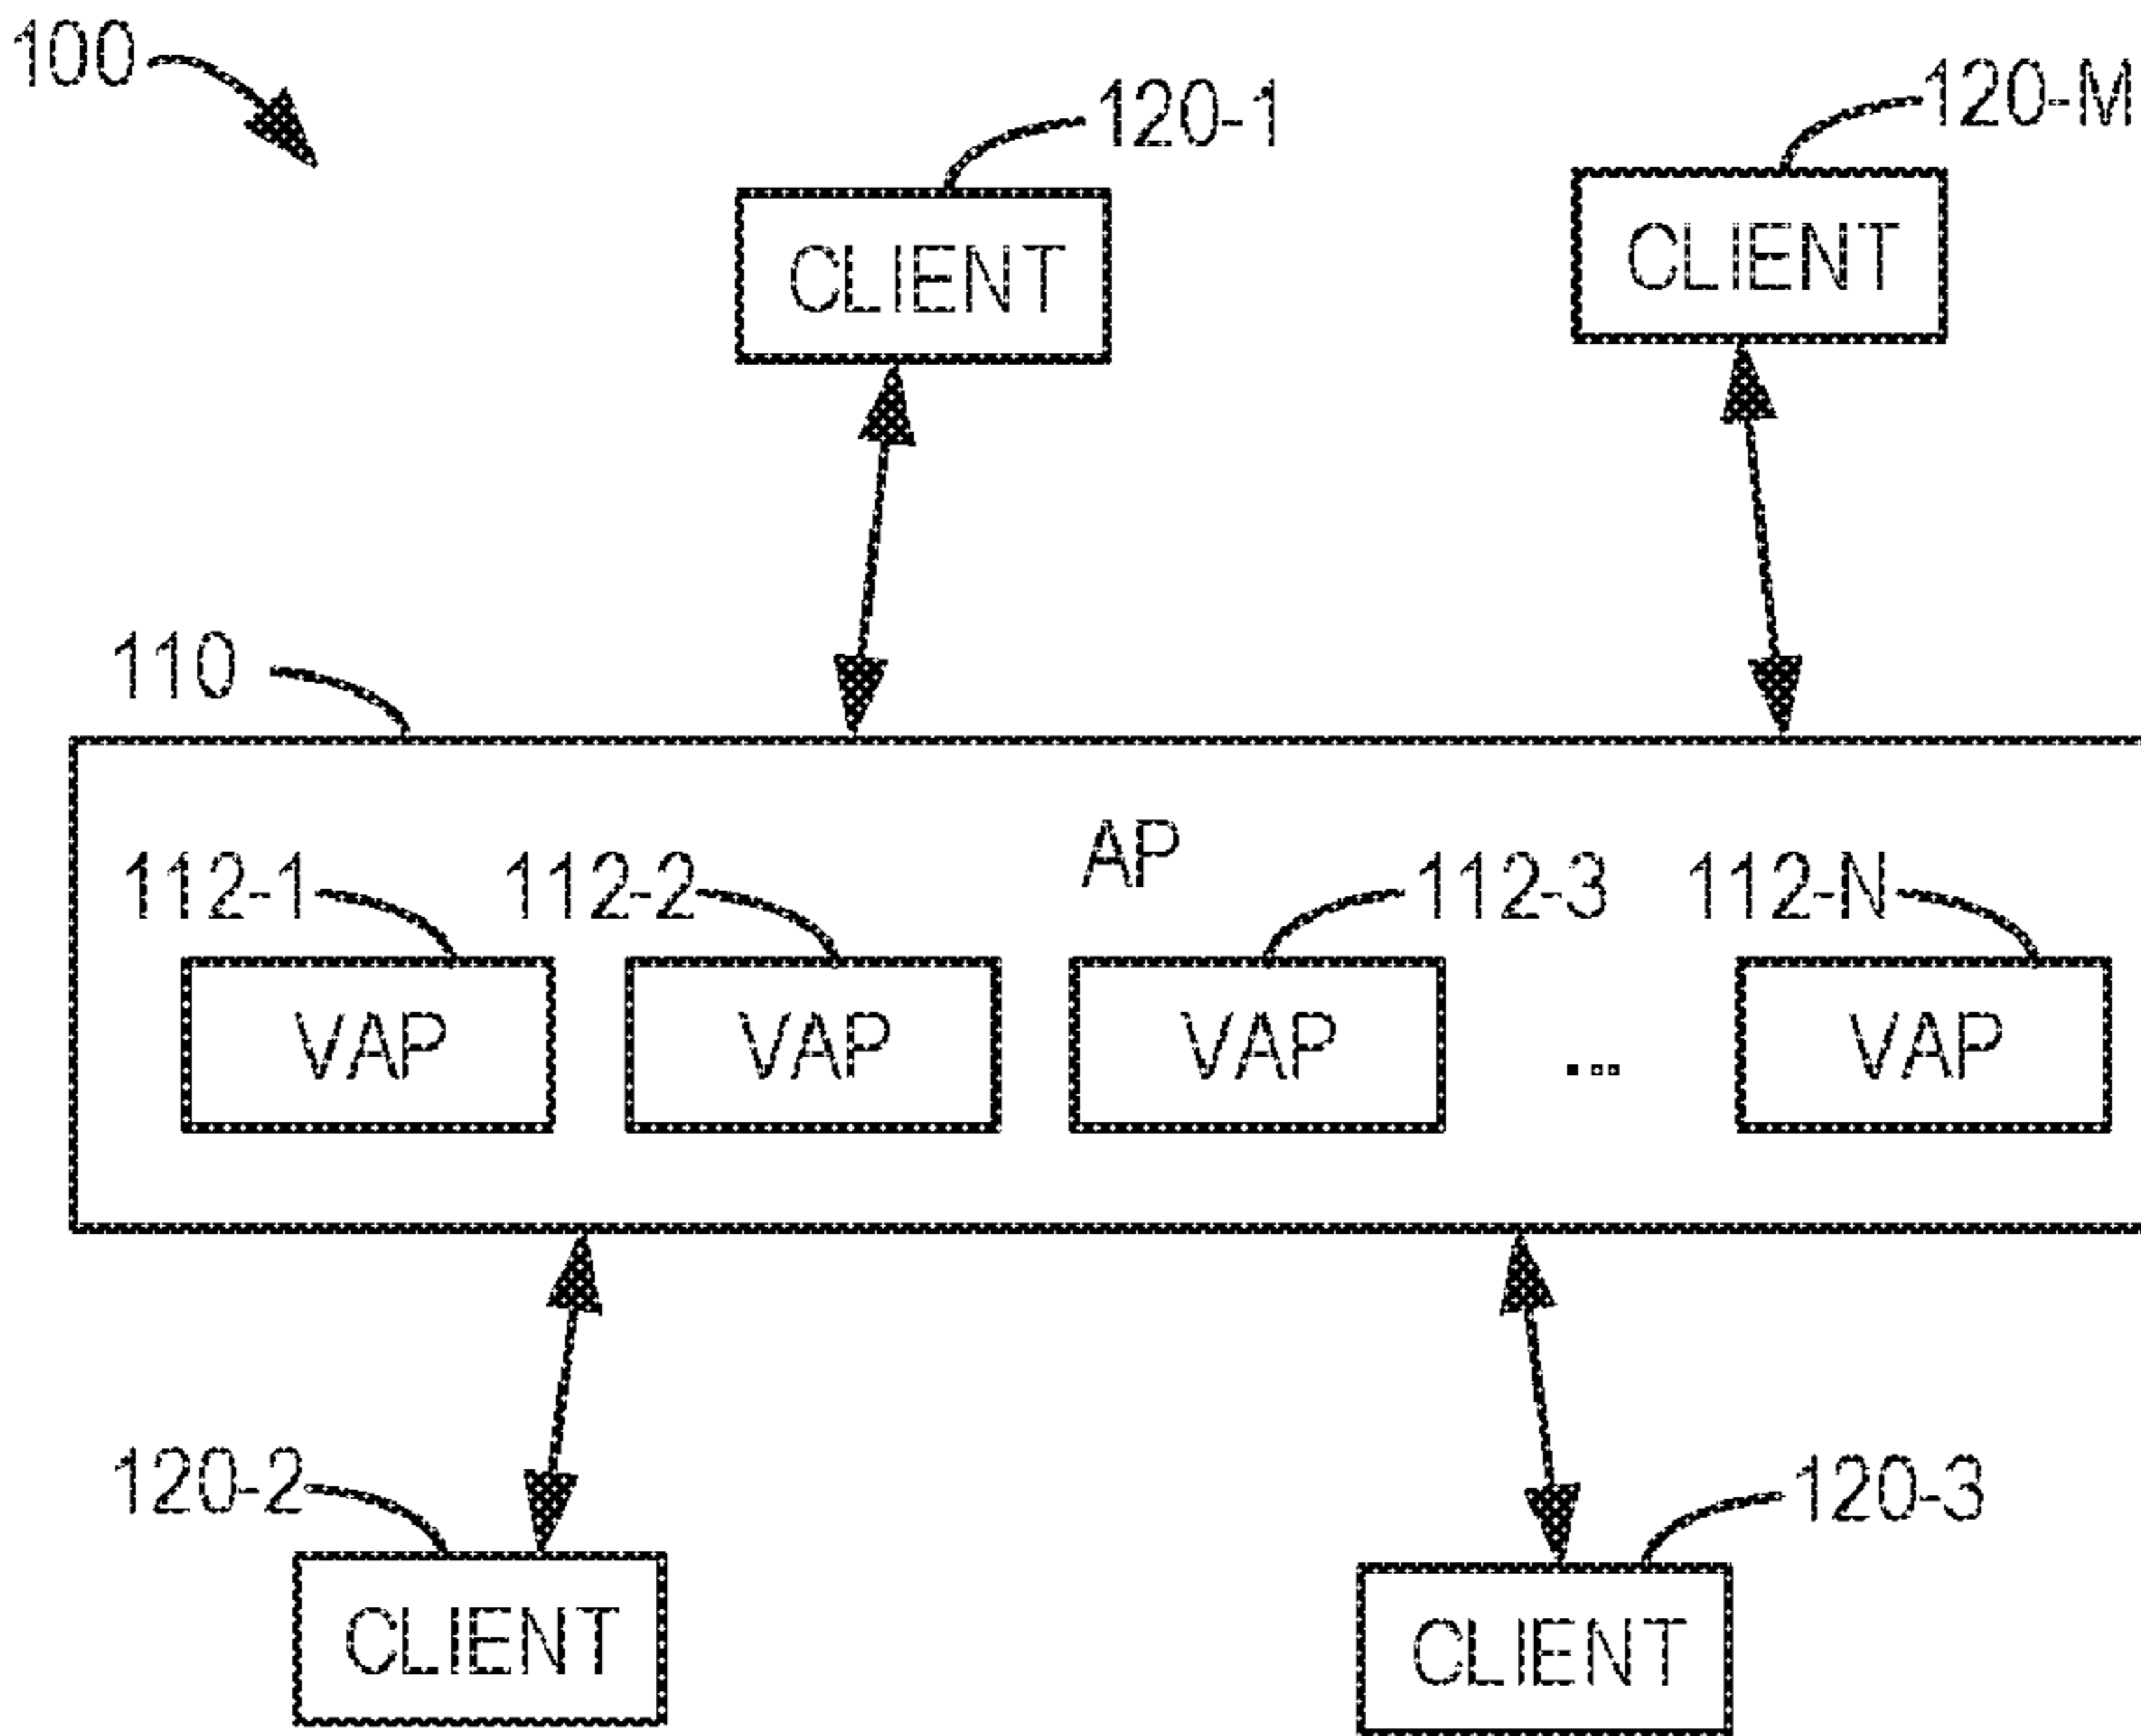 100
120-1
120-M
CLIENT
CLIENT
110
AP
112-1
112-2
112-3
112-N
VAP
VAP
VAP
...
VAP
120-2
120-3
CLIENT
CLIENT